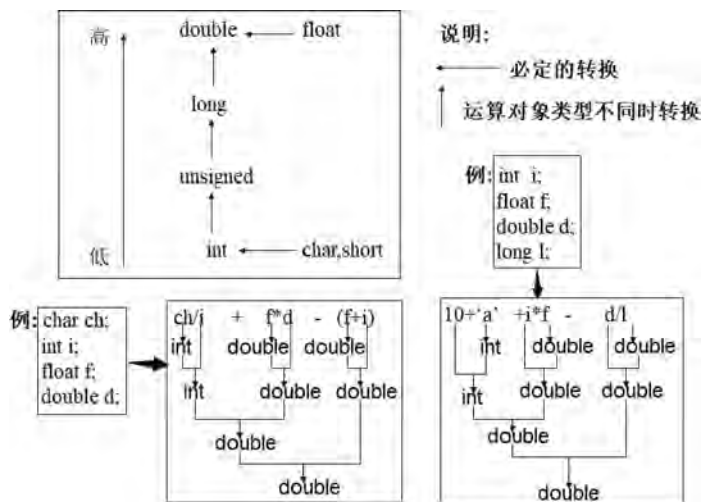 高
double
float
long
unsigned
低
int
char,short
说明:
必定的转换
运算对象类型不同时转换
例: int i;
float f;
double d;
long l;
例: char ch;
int i;
float f;
double d;
ch/i + f*d - (f+i)
int double double
int double double
double
double
10+‘a’ +i*f - d/l
int double double
int double double
double
double